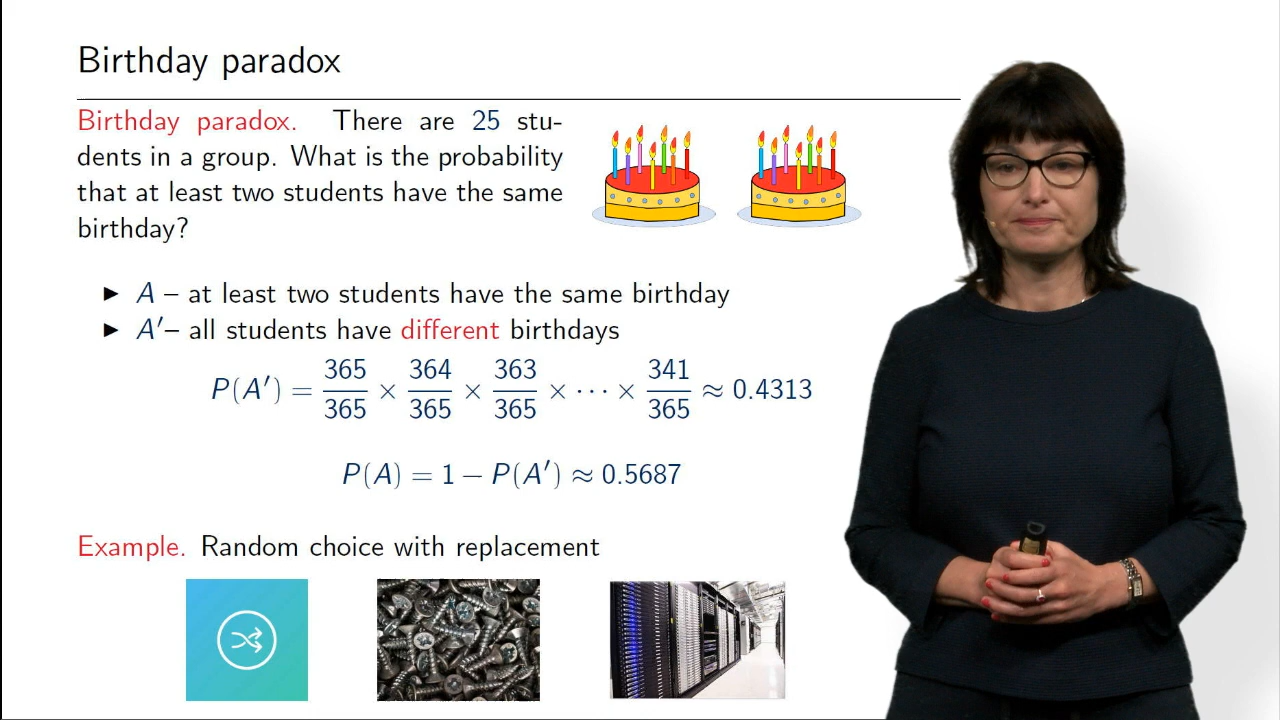 Birthday paradox
Birthday paradox. There are 25 stu-
dents in a group. What is the probability
that at least two students have the same
birthday?
▶ A – at least two students have the same birthday
▶ A′– all students have different birthdays
P(A′) = 365/365 × 364/365 × 363/365 × ⋯ × 341/365 ≈ 0.4313
P(A) = 1 − P(A′) ≈ 0.5687
Example. Random choice with replacement